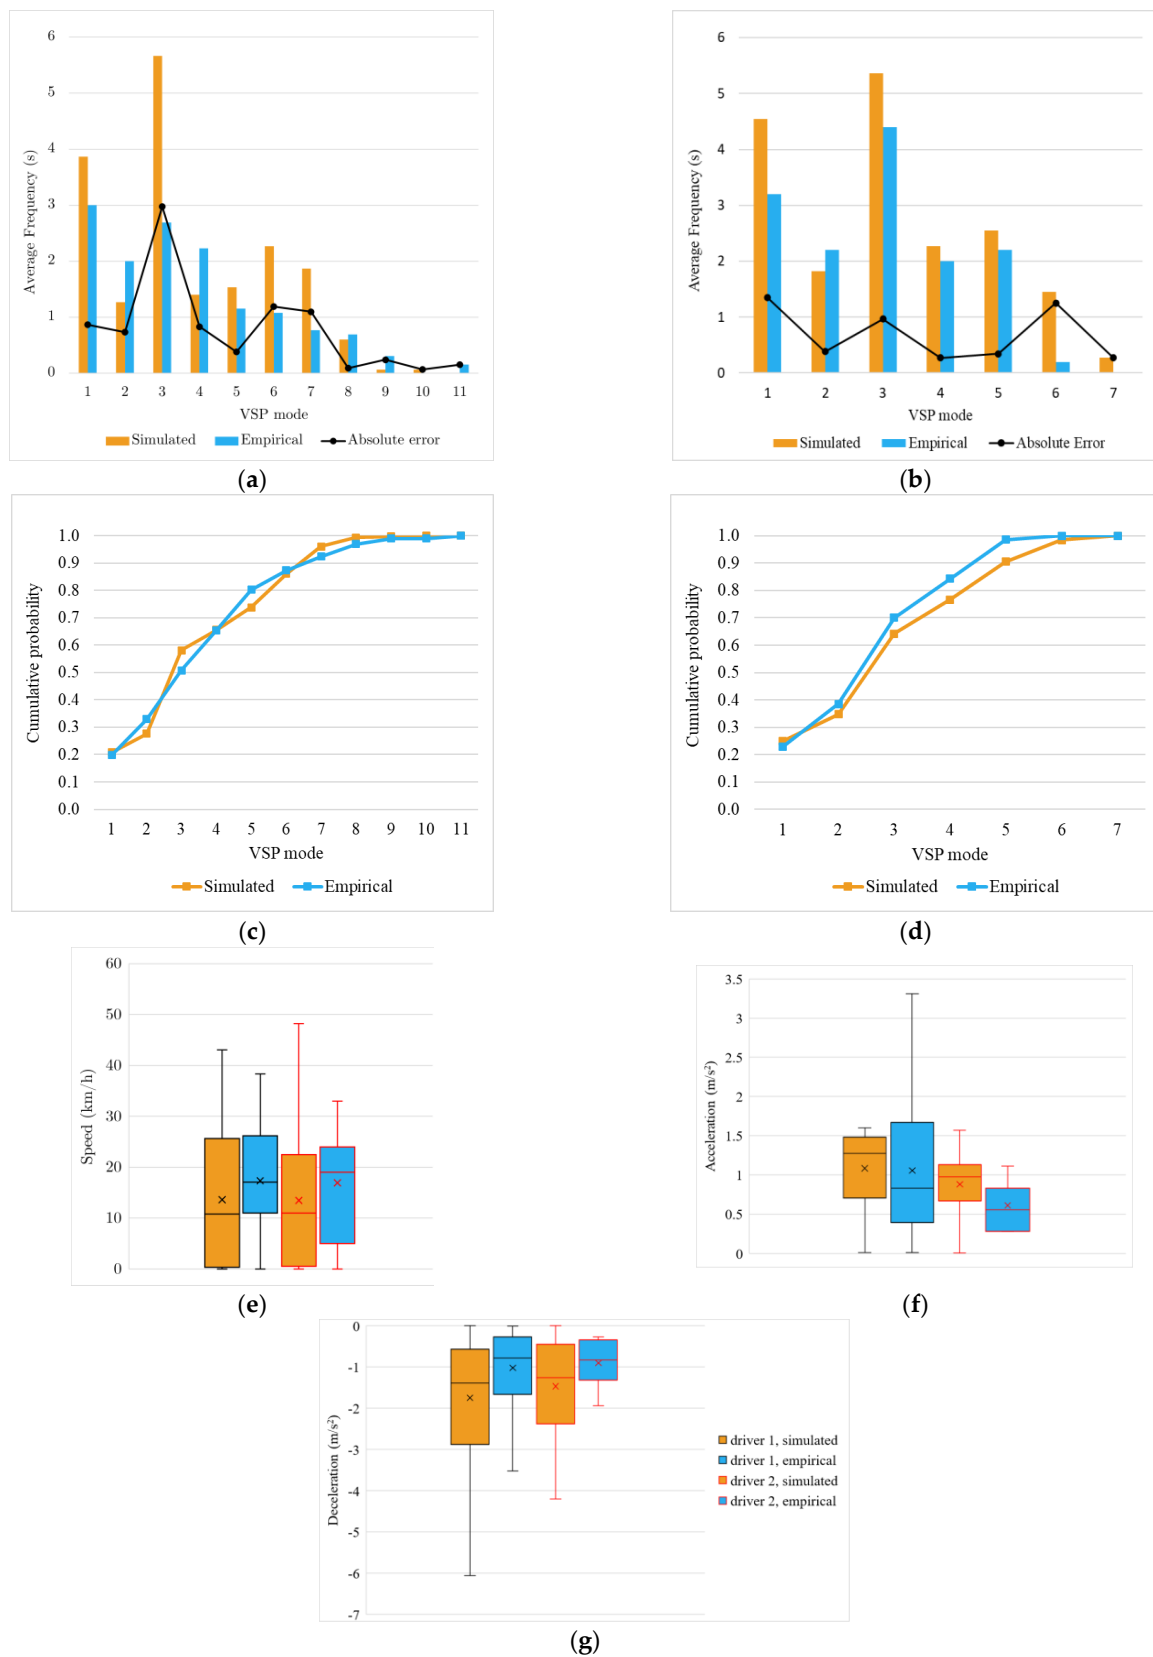 6
5
4
3
2
1
0
Average Frequency (s)
1 2 3 4 5 6 7 8 9 10 11
VSP mode
Simulated Empirical Absolute error
(a)
6
5
4
3
2
1
0
Average Frequency (s)
1 2 3 4 5 6 7
VSP mode
Simulated Empirical Absolute Error
(b)
1.0
0.9
0.8
0.7
0.6
0.5
0.4
0.3
0.2
0.1
0.0
Cumulative probability
1 2 3 4 5 6 7 8 9 10 11
VSP mode
Simulated Empirical
(c)
1.0
0.9
0.8
0.7
0.6
0.5
0.4
0.3
0.2
0.1
0.0
Cumulative probability
1 2 3 4 5 6 7
VSP mode
Simulated Empirical
(d)
60
50
40
30
20
10
0
Speed (km/h)
(e)
3.5
3
2.5
2
1.5
1
0.5
0
Acceleration (m/s²)
(f)
0
-1
-2
-3
-4
-5
-6
-7
Deceleration (m/s²)
driver 1, simulated
driver 1, empirical
driver 2, simulated
driver 2, empirical
(g)